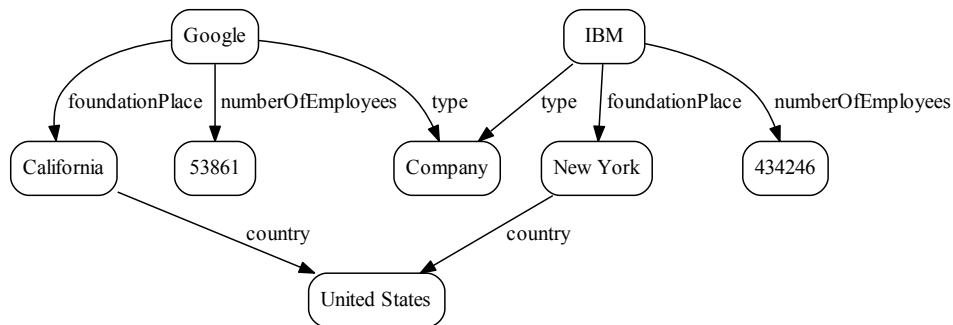 Google
IBM
foundationPlace
numberOfEmployees
type
type
foundationPlace
numberOfEmployees
California
53861
Company
New York
434246
country
country
United States